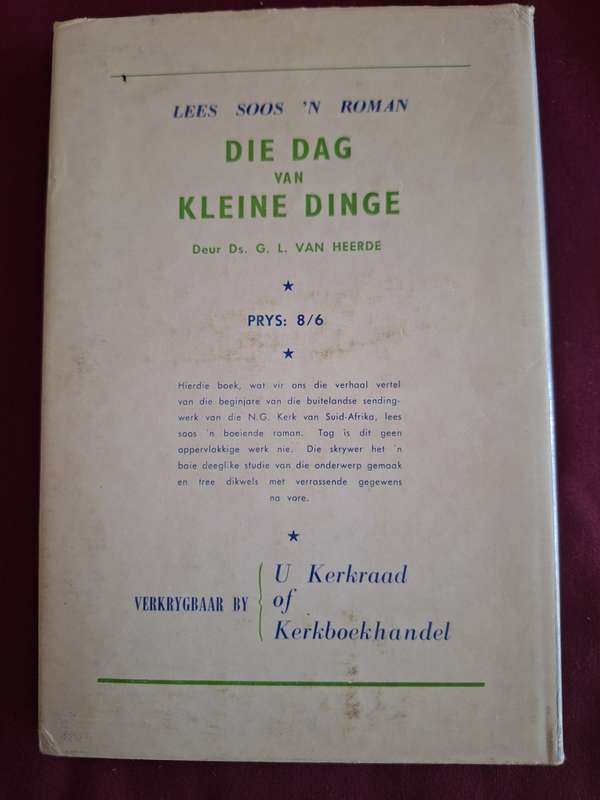 LEES SOOS 'N ROMAN
DIE DAG
VAN
KLEINE DINGE
Deur Ds. G. L. VAN HEERDE
PRYS: 8/6
Hierdie boek, wat vir ons die verhaal vertel
van die beginjare van die buitelandse sending-
werk van die N.G. Kerk van Suid-Afrika, lees
soos 'n boeiende roman. Tog is dit geen
oppervlakkige werk nie. Die skrywer het 'n
baie deeglike studie van die onderwerp gemaak
en tree dikwels met verrassende gegewens
na vore.
VERKRYGBAAR BY
U Kerkraad
of
Kerkboekhandel